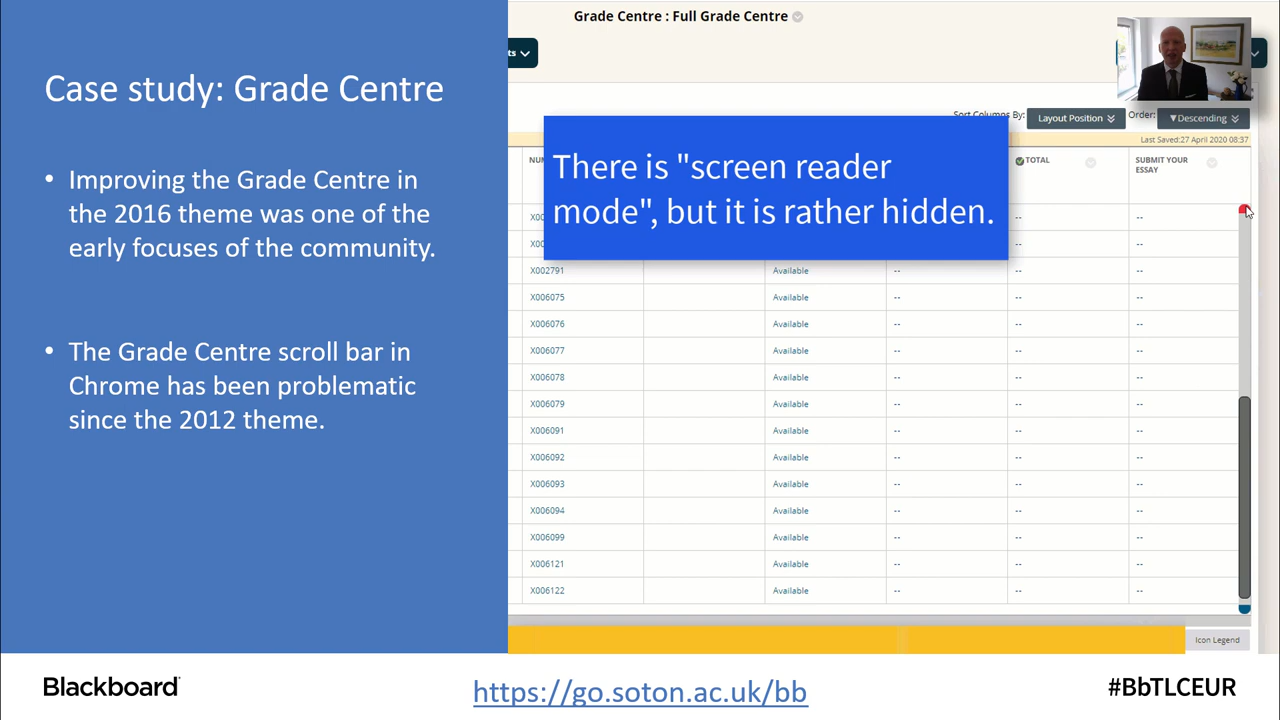 Case study: Grade Centre
• Improving the Grade Centre in
the 2016 theme was one of the
early focuses of the community.
• The Grade Centre scroll bar in
Chrome has been problematic
since the 2012 theme.
Grade Centre : Full Grade Centre
Sort Columns By: Layout Position Order: Descending
Last Saved:27 April 2020 08:37
There is "screen reader
mode", but it is rather hidden.
TOTAL SUBMIT YOUR
ESSAY
-- --
-- --
X002791 Available -- -- --
X006075 Available -- -- --
X006076 Available -- -- --
X006077 Available -- -- --
X006078 Available -- -- --
X006079 Available -- -- --
X006091 Available -- -- --
X006092 Available -- -- --
X006093 Available -- -- --
X006094 Available -- -- --
X006099 Available -- -- --
X006121 Available -- -- --
X006122 Available -- -- --
Icon Legend
Blackboard
https://go.soton.ac.uk/bb
#BbTLCEUR